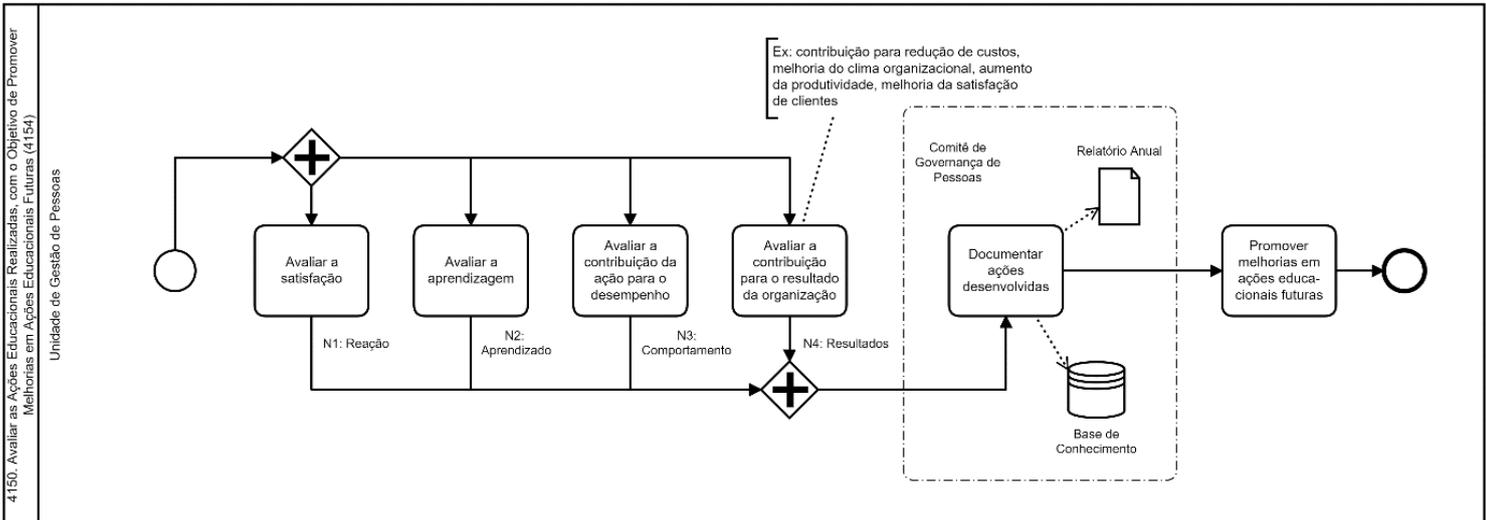 4150. Avaliar as Ações Educacionais Realizadas, com o Objetivo de Promover
Melhorias em Ações Educacionais Futuras (4154)
Unidade de Gestão de Pessoas
Ex: contribuição para redução de custos,
melhoria do clima organizacional, aumento
da produtividade, melhoria da satisfação
de clientes
Avaliar a
satisfação
Avaliar a
aprendizagem
Avaliar a
contribuição da
ação para o
desempenho
Avaliar a
contribuição
para o resultado
da organização
N1: Reação
N2:
Aprendizado
N3:
Comportamento
N4: Resultados
Comitê de
Governança de
Pessoas
Relatório Anual
Documentar
ações
desenvolvidas
Base de
Conhecimento
Promover
melhorias em
ações educa-
cionais futuras